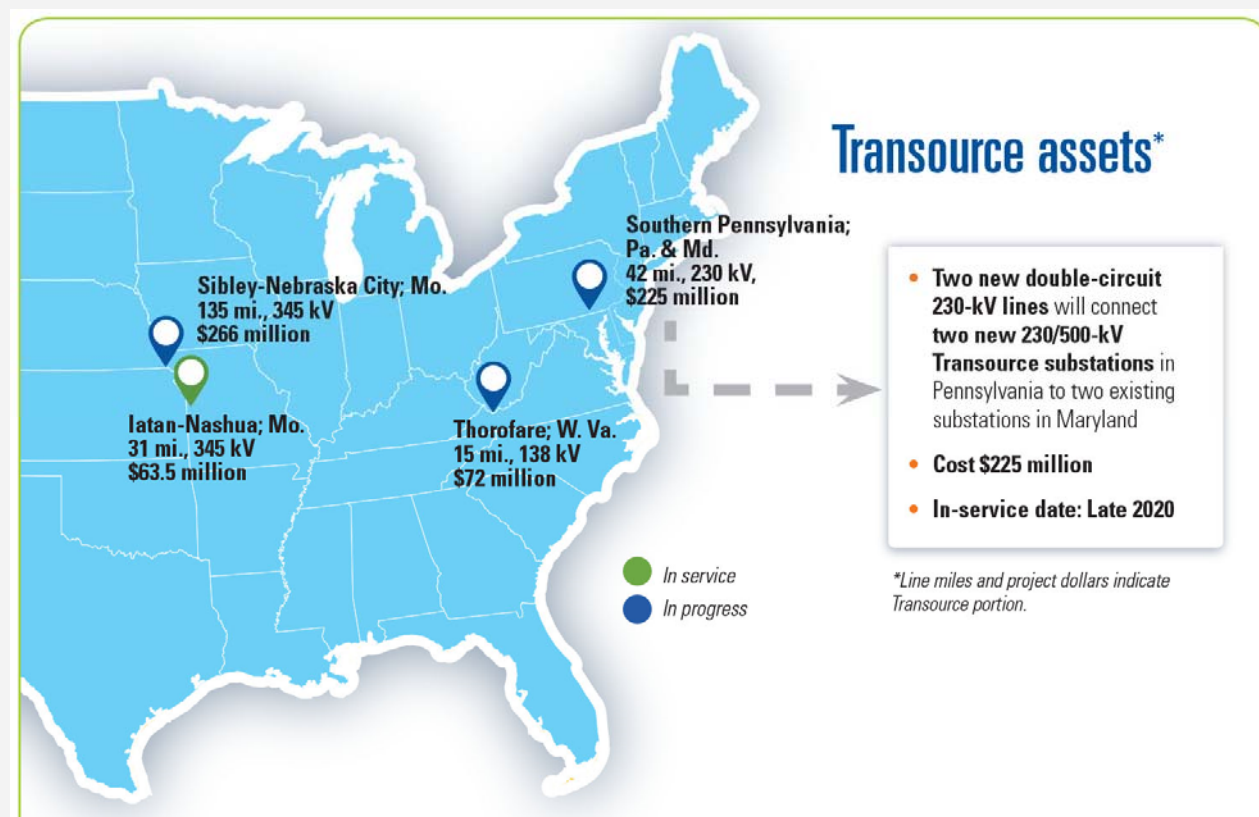 Transource assets*
Southern Pennsylvania;
Pa. & Md.
42 mi., 230 kV,
$225 million
Sibley-Nebraska City; Mo.
135 mi., 345 kV
$266 million
Iatan-Nashua; Mo.
31 mi., 345 kV
$63.5 million
Thorofare; W. Va.
15 mi., 138 kV
$72 million
• Two new double-circuit
230-kV lines will connect
two new 230/500-kV
Transource substations in
Pennsylvania to two existing
substations in Maryland
• Cost $225 million
• In-service date: Late 2020
In service
In progress
*Line miles and project dollars indicate
Transource portion.